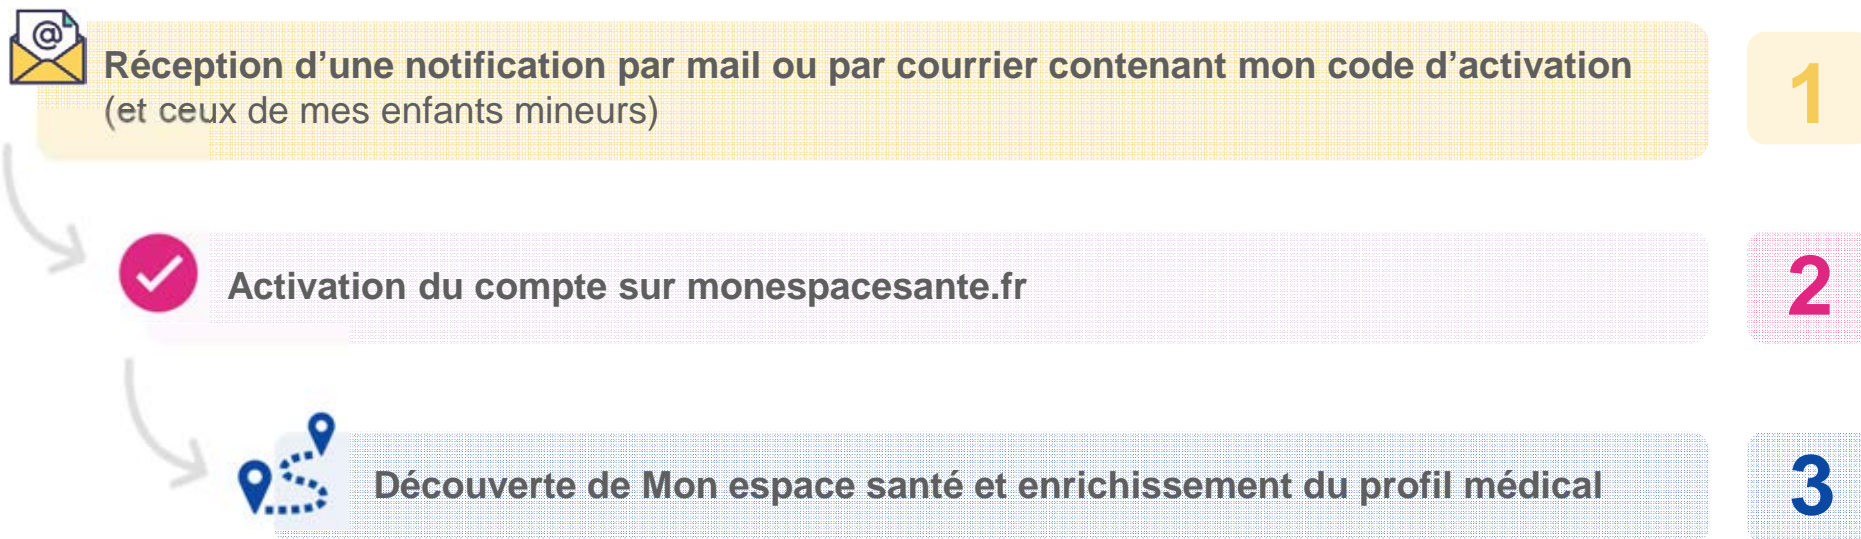 @
Réception d’une notification par mail ou par courrier contenant mon code d’activation
(et ceux de mes enfants mineurs)
1
Activation du compte sur monespacesante.fr
2
Découverte de Mon espace santé et enrichissement du profil médical
3